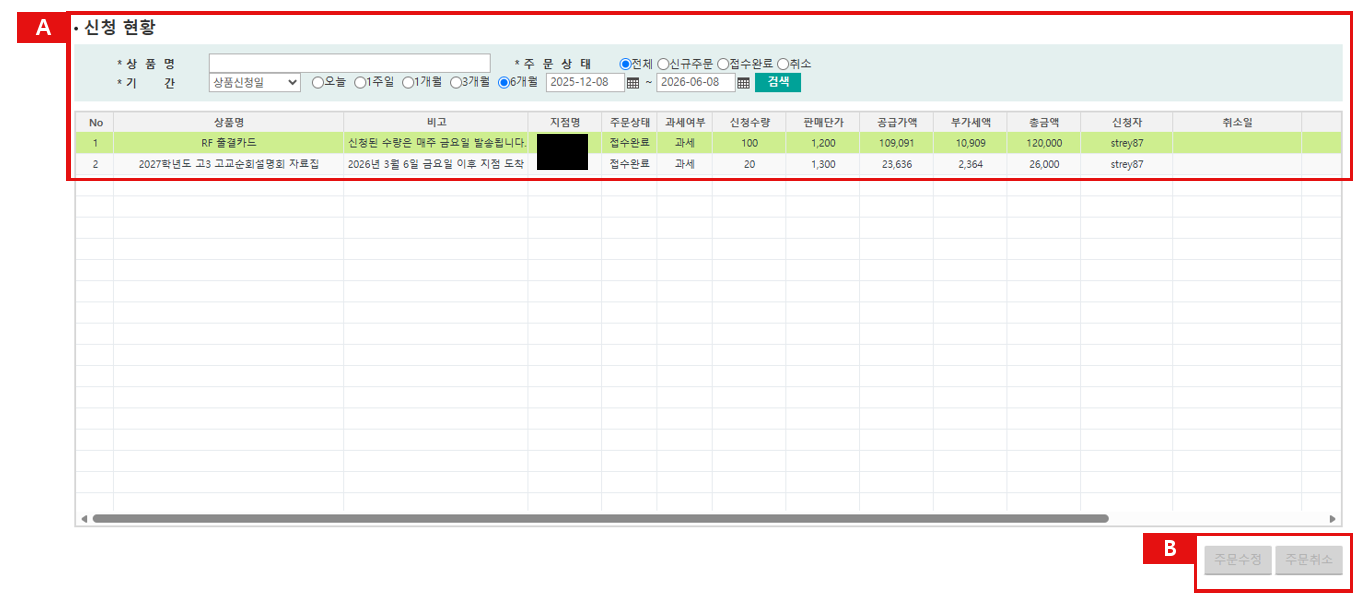 A
• 신청 현황
* 상 품 명 * 주 문 상 태 전체 신규주문 접수완료 취소
* 기 간 상품신청일 오늘 1주일 1개월 3개월 6개월 2025-12-08 ~ 2026-06-08 검색
No 상품명 비고 지점명 주문상태 과세여부 신청수량 판매단가 공급가액 부가세액 총금액 신청자 취소일
1 RF 출결카드 신청된 수량은 매주 금요일 발송됩니다. 접수완료 과세 100 1,200 109,091 10,909 120,000 strey87
2 2027학년도 고3 고교순회설명회 자료집 2026년 3월 6일 금요일 이후 지점 도착 접수완료 과세 20 1,300 23,636 2,364 26,000 strey87
B
주문수정 주문취소